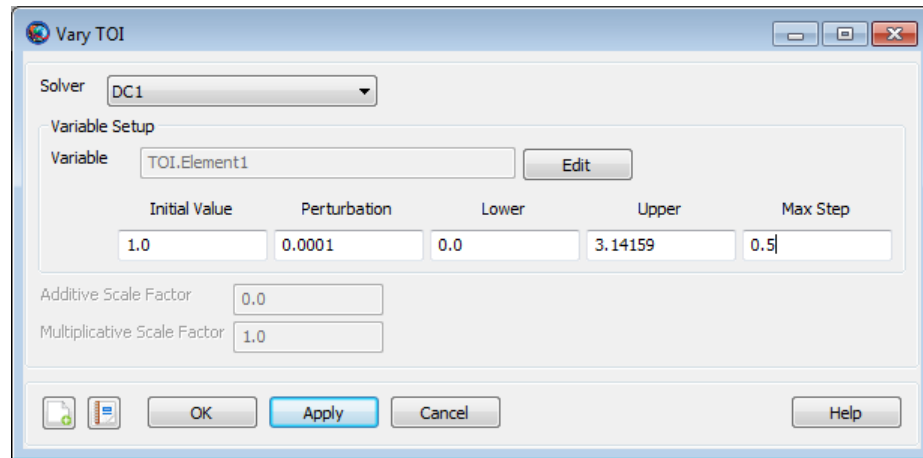 Vary TOI
Solver DC1
Variable Setup
Variable TOI.Element1 Edit
Initial Value Perturbation Lower Upper Max Step
1.0 0.0001 0.0 3.14159 0.5
Additive Scale Factor 0.0
Multiplicative Scale Factor 1.0
OK Apply Cancel Help